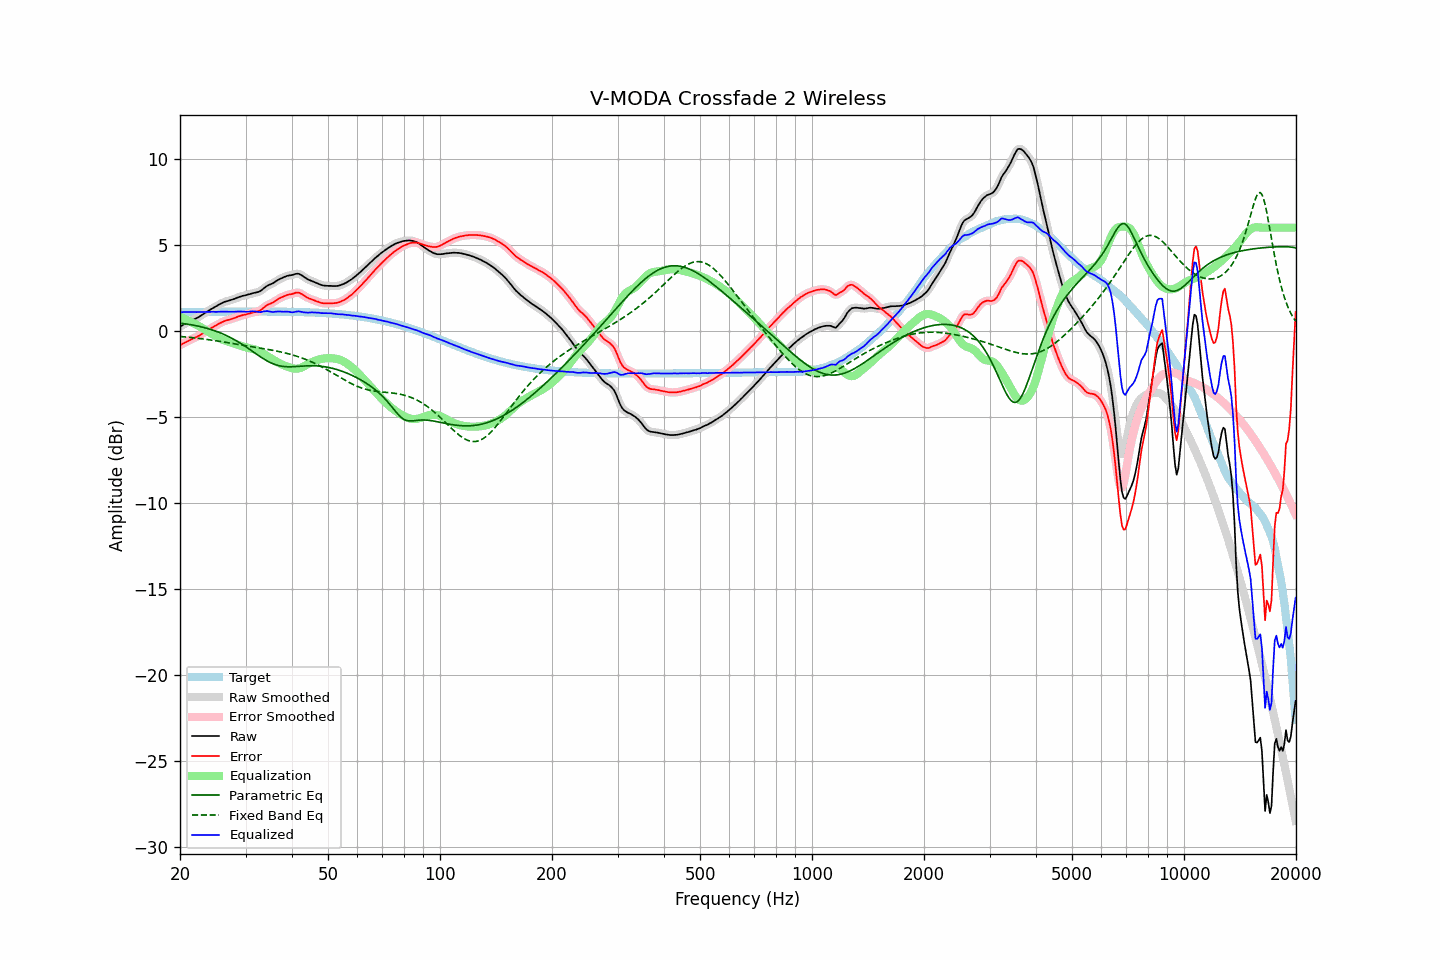 V-MODA Crossfade 2 Wireless
Amplitude (dBr)
10
5
0
−5
−10
−15
−20
−25
−30
Target
Raw Smoothed
Error Smoothed
Raw
Error
Equalization
Parametric Eq
Fixed Band Eq
Equalized
20 50 100 200 500 1000 2000 5000 10000 20000
Frequency (Hz)